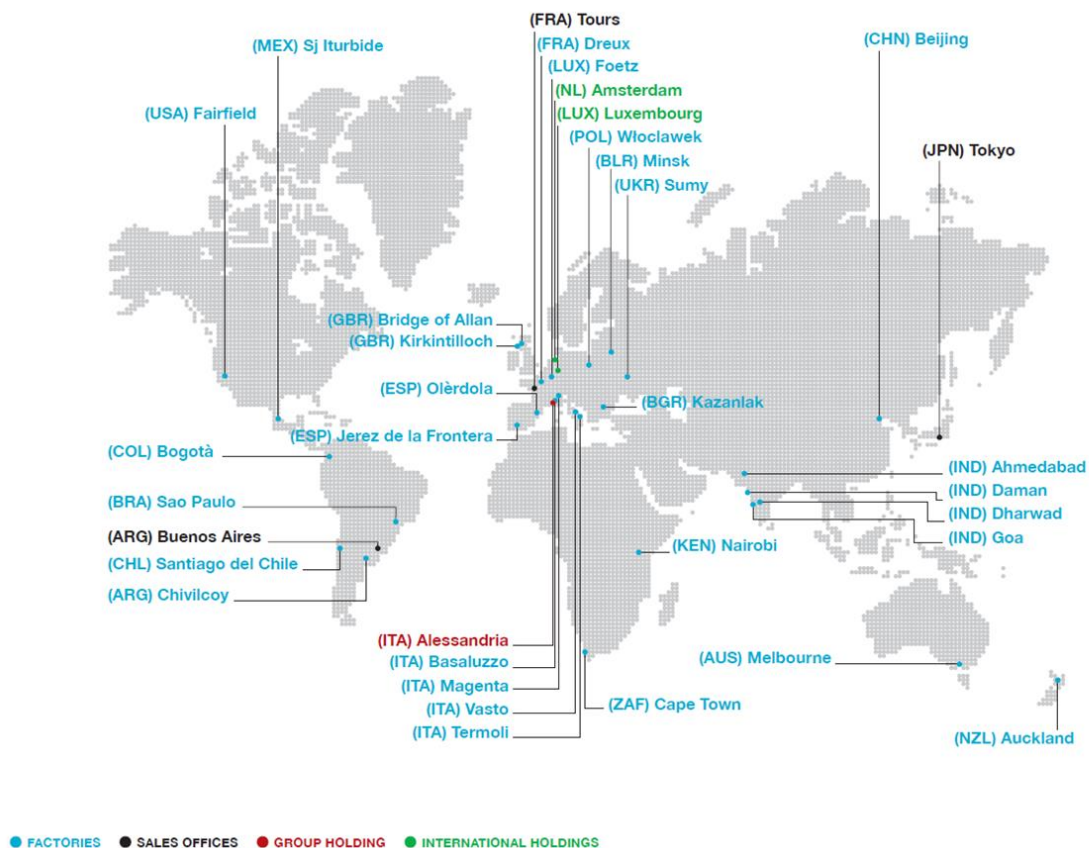 (FRA) Tours
(MEX) Sj Iturbide
(FRA) Dreux
(CHN) Beijing
(LUX) Foetz
(NL) Amsterdam
(USA) Fairfield
(LUX) Luxembourg
(POL) Włoclawek
(JPN) Tokyo
(BLR) Minsk
(UKR) Sumy
(GBR) Bridge of Allan
(GBR) Kirkintilloch
(ESP) Olèrdola
(BGR) Kazanlak
(ESP) Jerez de la Frontera
(COL) Bogotà
(IND) Ahmedabad
(IND) Daman
(BRA) Sao Paulo
(IND) Dharwad
(ARG) Buenos Aires
(IND) Goa
(KEN) Nairobi
(CHL) Santiago del Chile
(ARG) Chivilcoy
(ITA) Alessandria
(ITA) Basaluzzo
(AUS) Melbourne
(ITA) Magenta
(ZAF) Cape Town
(ITA) Vasto
(ITA) Termoli
(NZL) Auckland
FACTORIES SALES OFFICES GROUP HOLDING INTERNATIONAL HOLDINGS